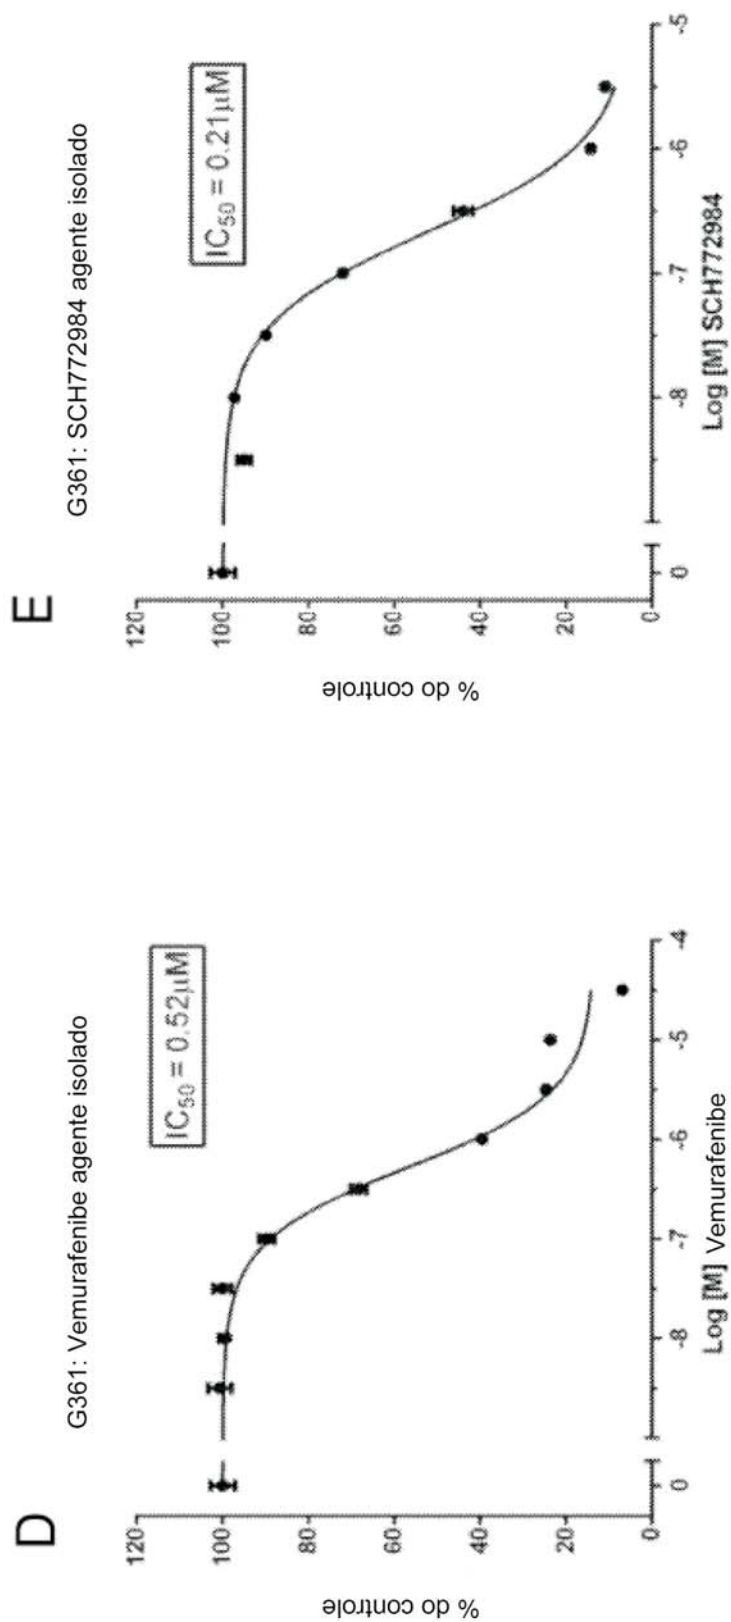 D
G361: Vemurafenibe agente isolado
IC50 = 0.52µM
% do controle
120
100
80
60
40
20
0
0 -8 -7 -6 -5 -4
Log [M] Vemurafenibe
E
G361: SCH772984 agente isolado
IC50 = 0.21µM
% do controle
120
100
80
60
40
20
0
0 -8 -7 -6 -5
Log [M] SCH772984